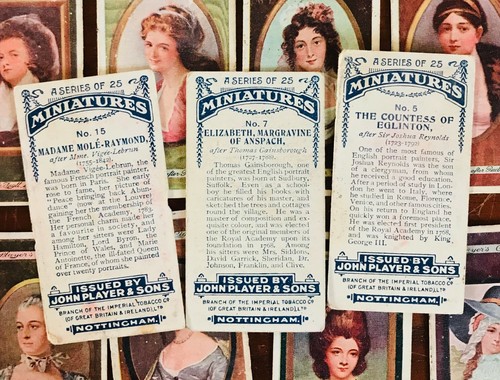 A SERIES OF 25
MINIATURES
No. 15
MADAME MOLÉ-RAYMOND,
after Mme. Vigée-Lebrun
(1755-1842).
Madame Vigée-Lebrun, the
famous French portrait painter,
was born in Paris. She early
rose to fame, her picture of
"Peace bringing back Abun-
dance" now at the Louvre
gaining her the membership of
the French Academy, 1783.
Her personal charm made her
a favourite in society, and
among her sitters were Lady
Hamilton, Lord Byron, Marie
Antoinette, the ill-fated Queen
of France, of whom she painted
over twenty portraits.
ISSUED BY
JOHN PLAYER & SONS
BRANCH OF THE IMPERIAL TOBACCO CO
(OF GREAT BRITAIN & IRELAND), LTD
NOTTINGHAM.
A SERIES OF 25
MINIATURES
No. 7
ELIZABETH, MARGRAVINE
OF ANSPACH,
after Thomas Gainsborough
(1727-1788).
Thomas Gainsborough, one
of the greatest English portrait
painters, was born at Sudbury,
Suffolk. Even as a school-
boy he filled his books with
caricatures of his master, and
sketched the trees and cottages
round the village. He was a
master of composition and ex-
quisite colour, and was elected
one of the original members of
the Royal Academy upon its
foundation in 1768. Among
his sitters were Mrs. Siddons,
David Garrick, Sheridan, Dr.
Johnson, Franklin, and Clive.
ISSUED BY
JOHN PLAYER & SONS
BRANCH OF THE IMPERIAL TOBACCO CO
(OF GREAT BRITAIN & IRELAND), LTD
NOTTINGHAM.
A SERIES OF 25
MINIATURES
No. 5
THE COUNTESS OF
EGLINTON,
after Sir Joshua Reynolds
(1723-1792)
One of the most famous of
English portrait painters, Sir
Joshua Reynolds was the son
of a clergyman, from whom
he received a good education.
After a period of study in Lon-
don he went to Italy, where
he studied in Rome, Florence,
Venice, and other famous cities.
On his return to England he
quickly won a foremost place.
He was elected first president
of the Royal Academy in 1768
and was knighted by King
George III.
ISSUED BY
JOHN PLAYER & SONS
BRANCH OF THE IMPERIAL TOBACCO CO
(OF GREAT BRITAIN & IRELAND), LTD
NOTTINGHAM.